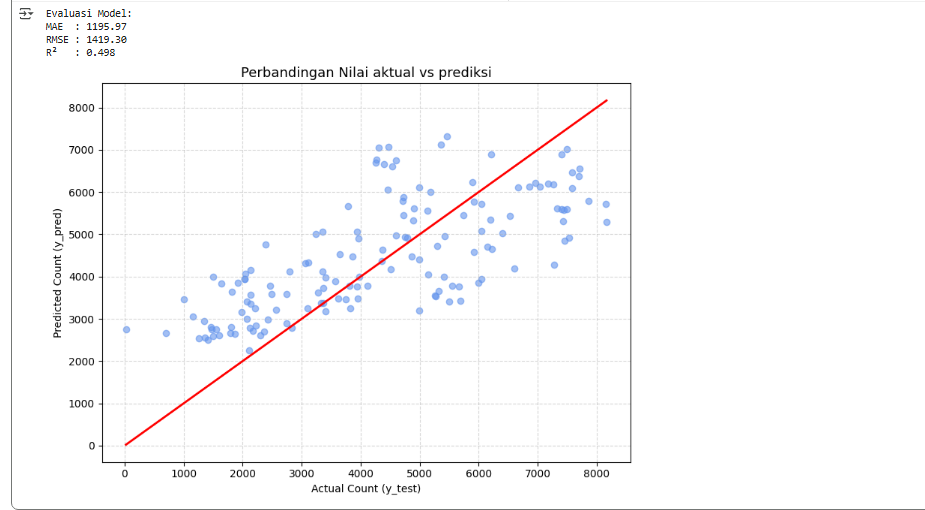 Evaluasi Model:
MAE : 1195.97
RMSE : 1419.30
R² : 0.498
Perbandingan Nilai aktual vs prediksi
Predicted Count (y_pred)
8000
7000
6000
5000
4000
3000
2000
1000
0
0 1000 2000 3000 4000 5000 6000 7000 8000
Actual Count (y_test)